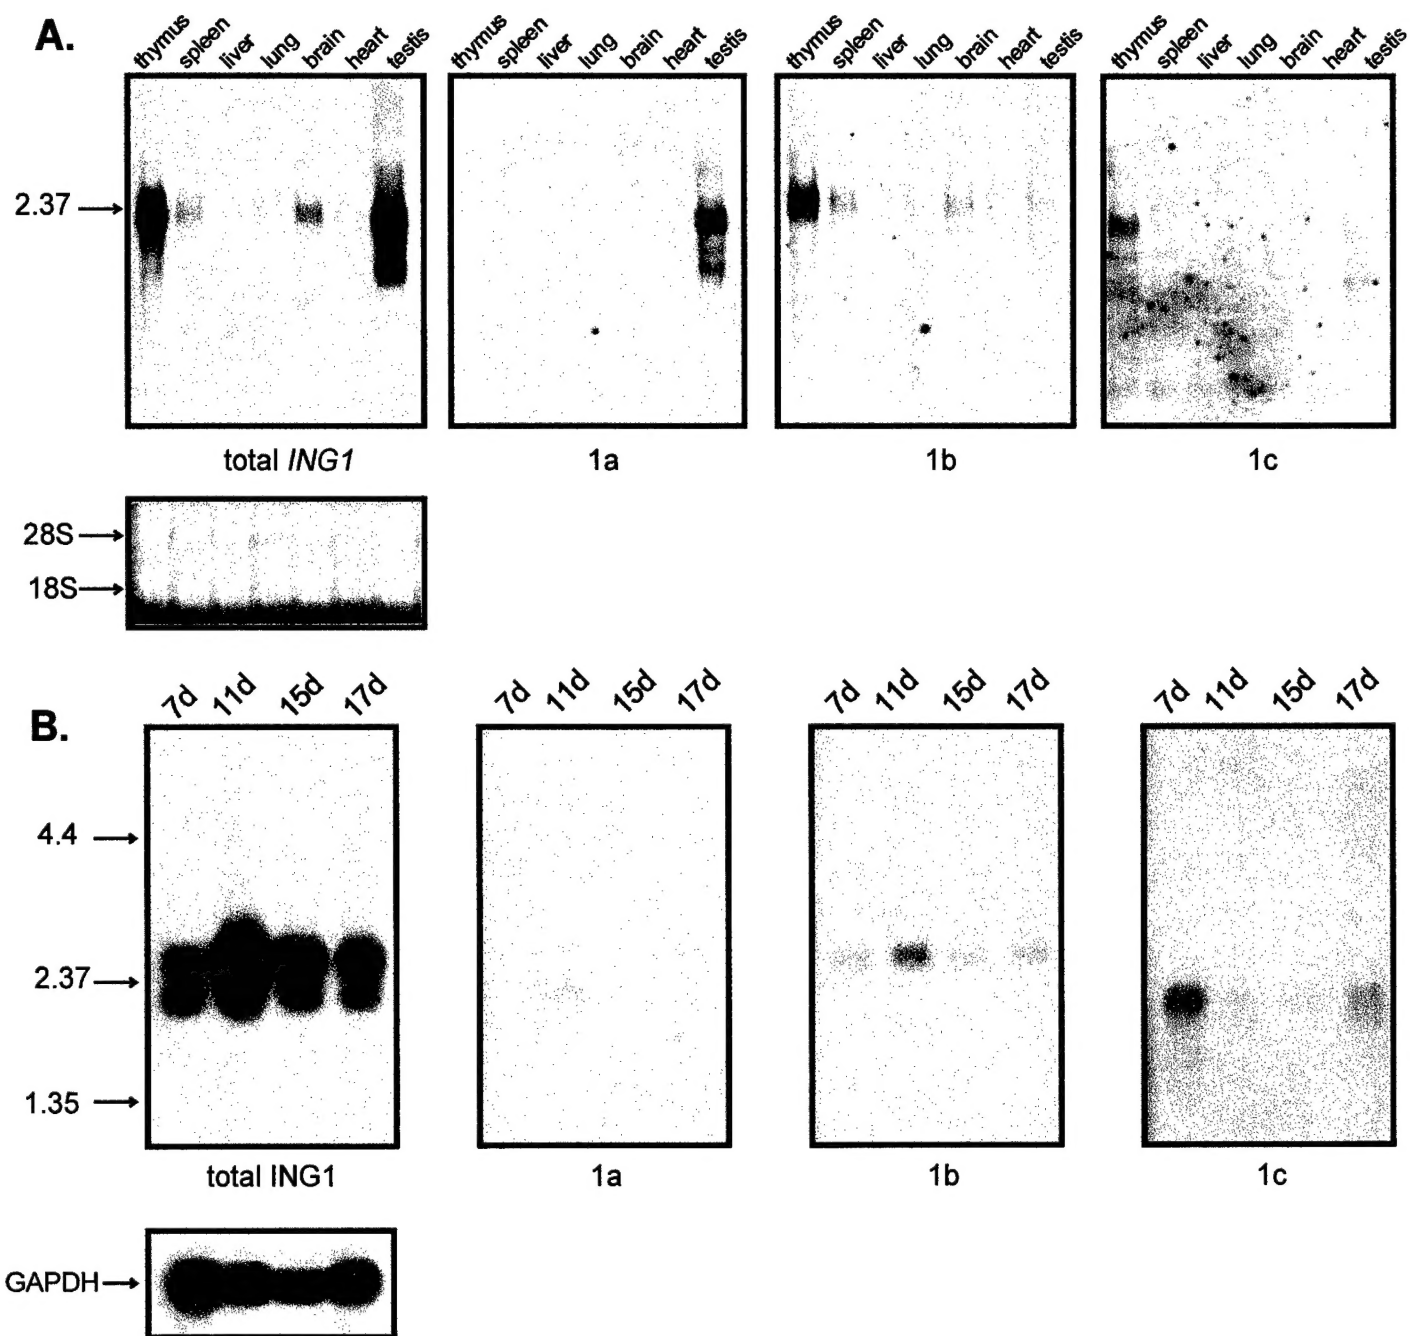 A.
thymus spleen liver lung brain heart testis thymus spleen liver lung brain heart testis thymus spleen liver lung brain heart testis thymus spleen liver lung brain heart testis
2.37
total ING1 1a 1b 1c
28S
18S
7d 11d 15d 17d 7d 11d 15d 17d 7d 11d 15d 17d 7d 11d 15d 17d
B.
4.4
2.37
1.35
total ING1 1a 1b 1c
GAPDH